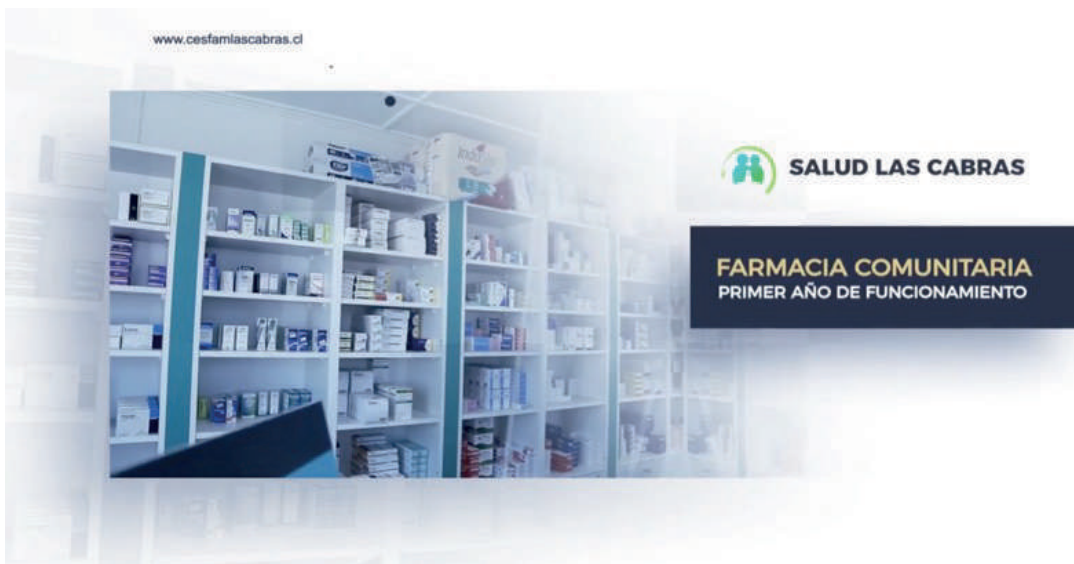 www.cesfamlascabras.cl
SALUD LAS CABRAS
FARMACIA COMUNITARIA
PRIMER AÑO DE FUNCIONAMIENTO